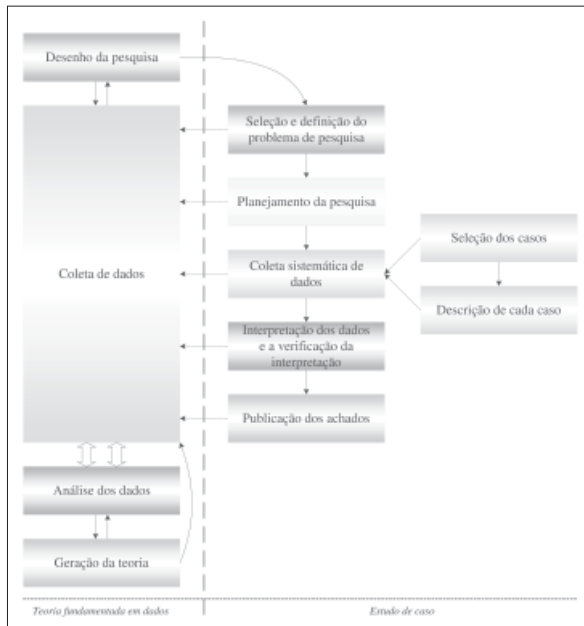 Desenho da pesquisa
Seleção e definição do
problema de pesquisa
Planejamento da pesquisa
Seleção dos casos
Coleta de dados
Coleta sistemática de
dados
Descrição de cada caso
Interpretação dos dados
e a verificação da
interpretação
Publicação dos achados
Análise dos dados
Geração da teoria
Teoria fundamentada em dados
Estudo de caso